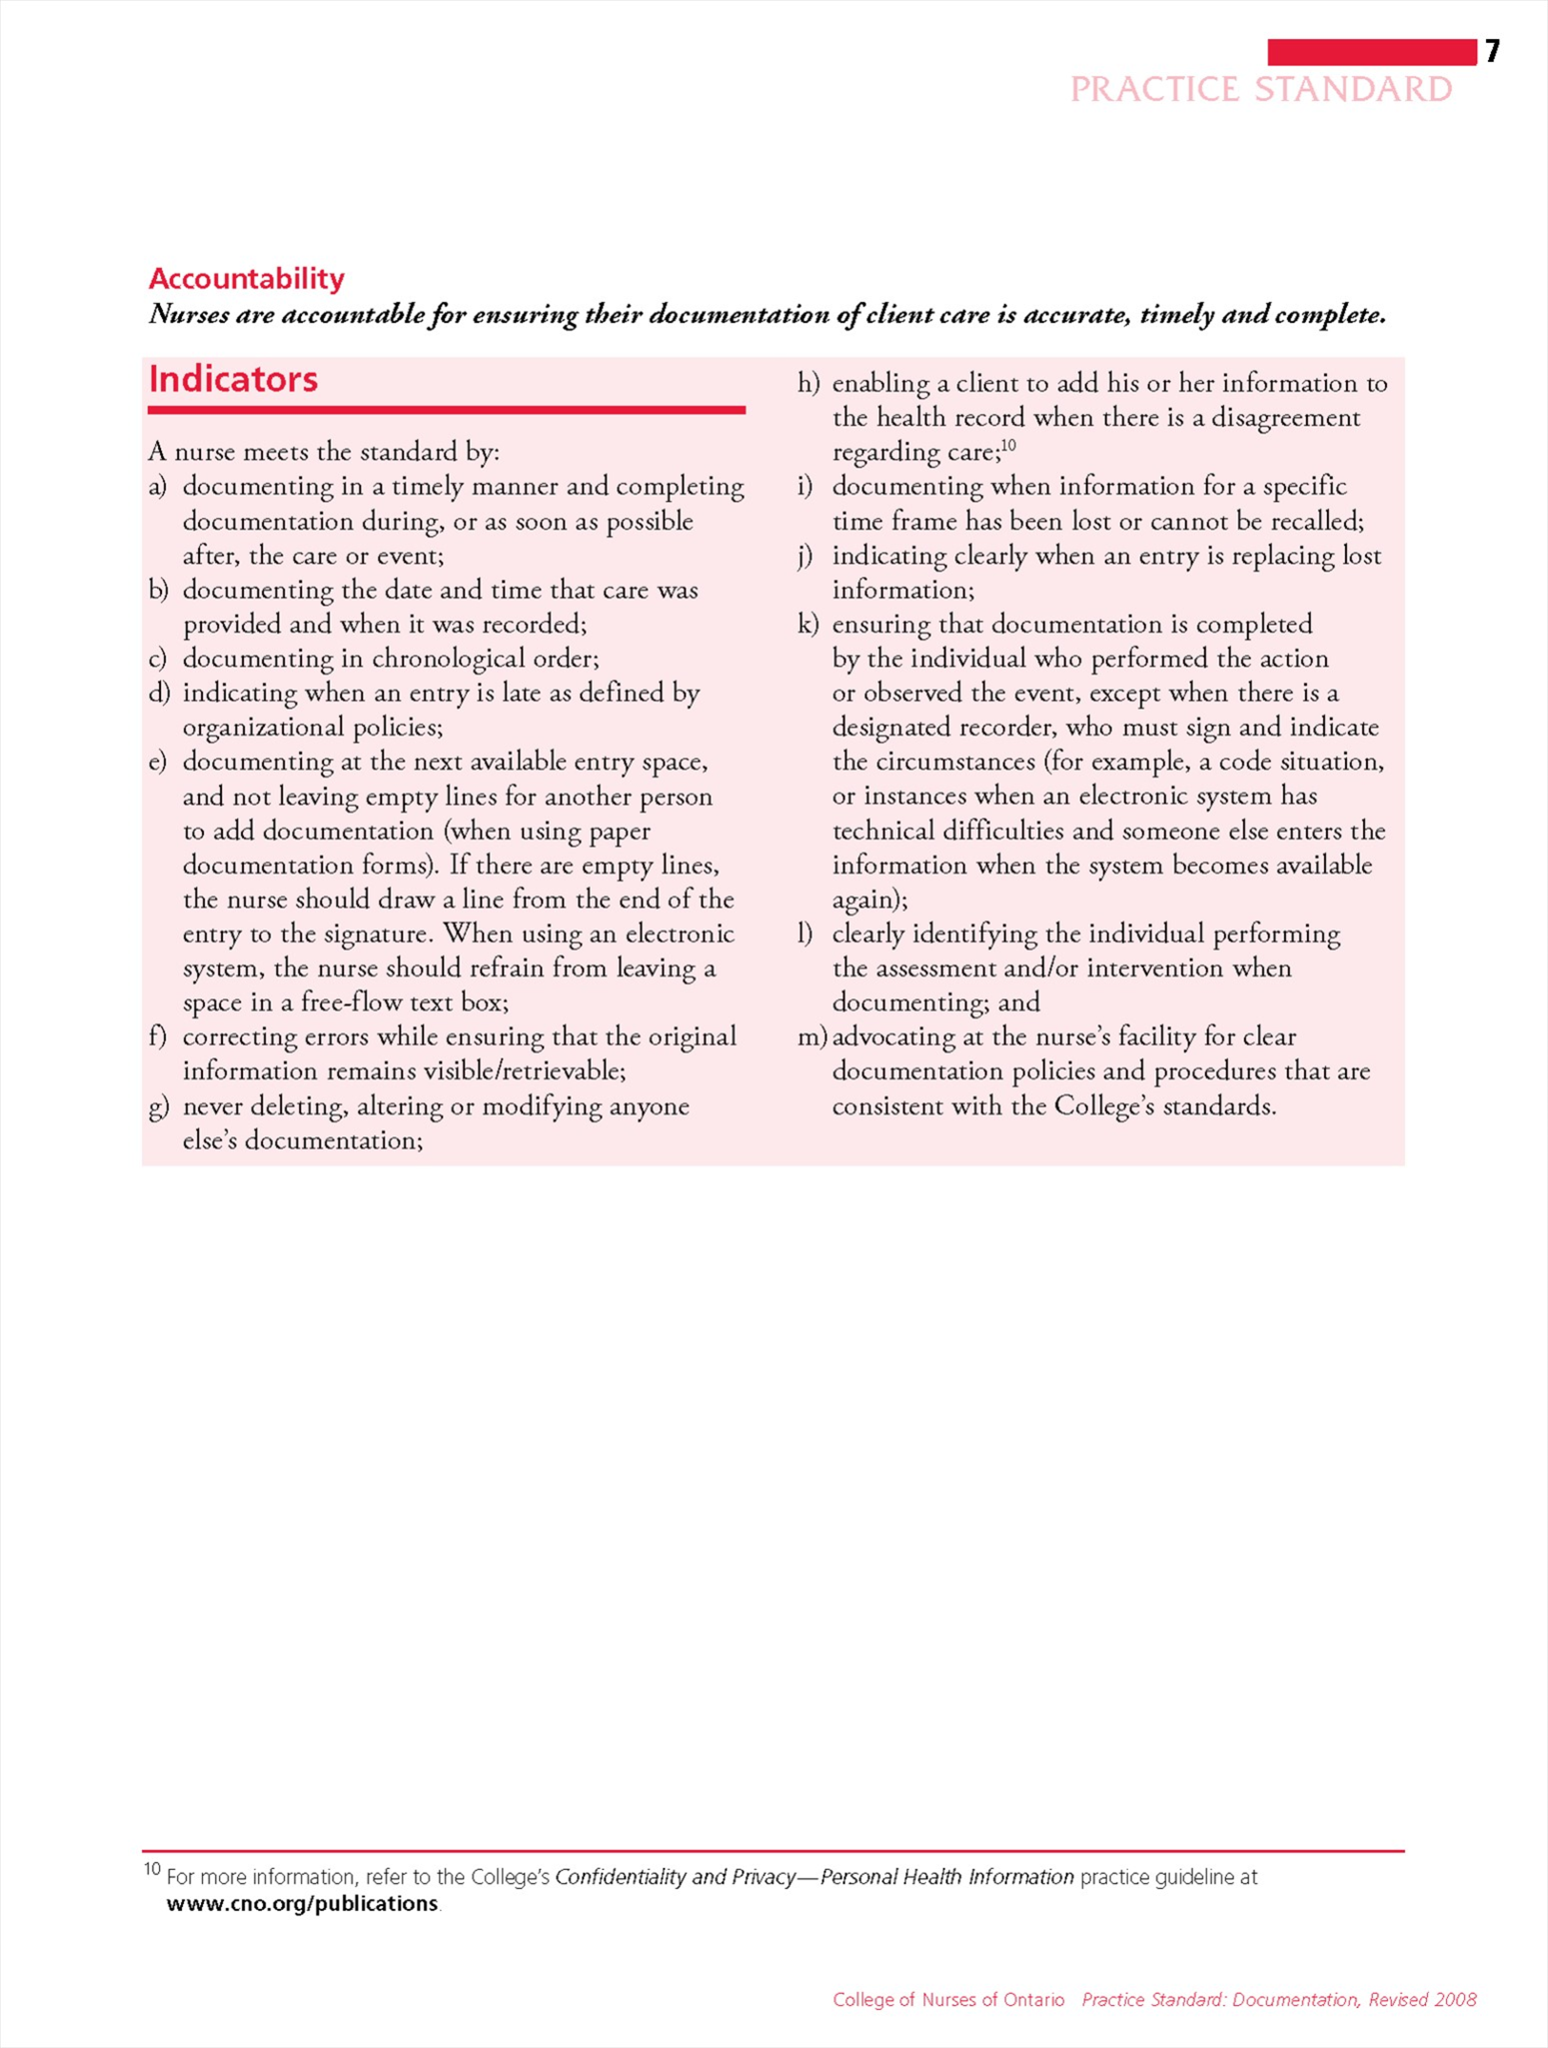 7
PRACTICE STANDARD
Accountability
Nurses are accountable for ensuring their documentation of client care is accurate, timely and complete.
Indicators
A nurse meets the standard by:
a) documenting in a timely manner and completing
documentation during, or as soon as possible
after, the care or event;
b) documenting the date and time that care was
provided and when it was recorded;
c) documenting in chronological order;
d) indicating when an entry is late as defined by
organizational policies;
e) documenting at the next available entry space,
and not leaving empty lines for another person
to add documentation (when using paper
documentation forms). If there are empty lines,
the nurse should draw a line from the end of the
entry to the signature. When using an electronic
system, the nurse should refrain from leaving a
space in a free-flow text box;
f) correcting errors while ensuring that the original
information remains visible/retrievable;
g) never deleting, altering or modifying anyone
else's documentation;
h) enabling a client to add his or her information to
the health record when there is a disagreement
regarding care;10
i) documenting when information for a specific
time frame has been lost or cannot be recalled;
j) indicating clearly when an entry is replacing lost
information;
k) ensuring that documentation is completed
by the individual who performed the action
or observed the event, except when there is a
designated recorder, who must sign and indicate
the circumstances (for example, a code situation,
or instances when an electronic system has
technical difficulties and someone else enters the
information when the system becomes available
again);
l) clearly identifying the individual performing
the assessment and/or intervention when
documenting; and
m) advocating at the nurse's facility for clear
documentation policies and procedures that are
consistent with the College's standards.
10 For more information, refer to the College's Confidentiality and Privacy—Personal Health Information practice guideline at
www.cno.org/publications.
College of Nurses of Ontario Practice Standard: Documentation, Revised 2008